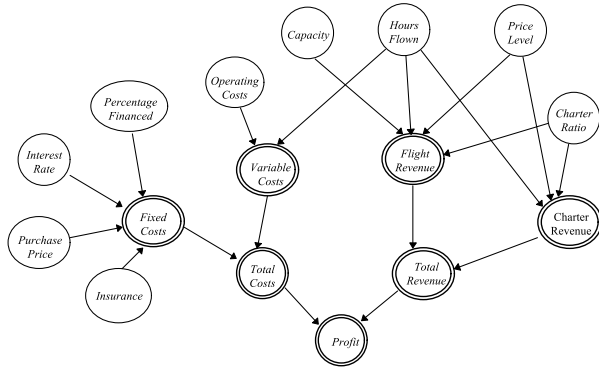 Capacity
Hours
Flown
Price
Level
Operating
Costs
Percentage
Financed
Charter
Ratio
Interest
Rate
Variable
Costs
Flight
Revenue
Fixed
Costs
Charter
Revenue
Purchase
Price
Insurance
Total
Costs
Total
Revenue
Profit